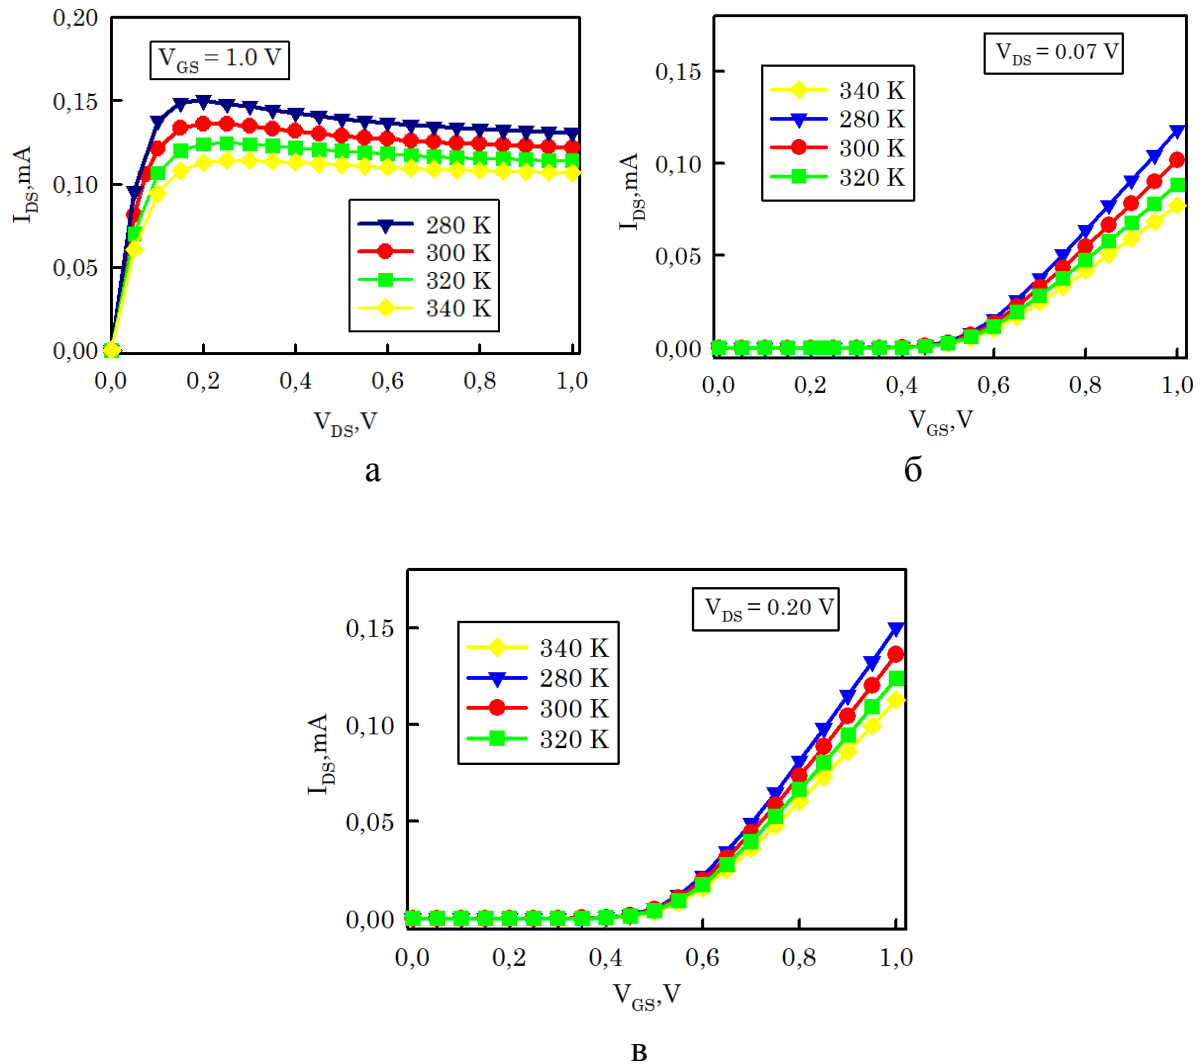 0,20
V_GS = 1.0 V
0,15
0,10
0,05
0,00
I_DS,mA
280 K
300 K
320 K
340 K
0,0 0,2 0,4 0,6 0,8 1,0
V_DS,V
а
V_DS = 0.07 V
0,15
0,10
0,05
0,00
I_DS,mA
340 K
280 K
300 K
320 K
0,0 0,2 0,4 0,6 0,8 1,0
V_GS,V
б
V_DS = 0.20 V
0,15
0,10
0,05
0,00
I_DS,mA
340 K
280 K
300 K
320 K
0,0 0,2 0,4 0,6 0,8 1,0
V_GS,V
в